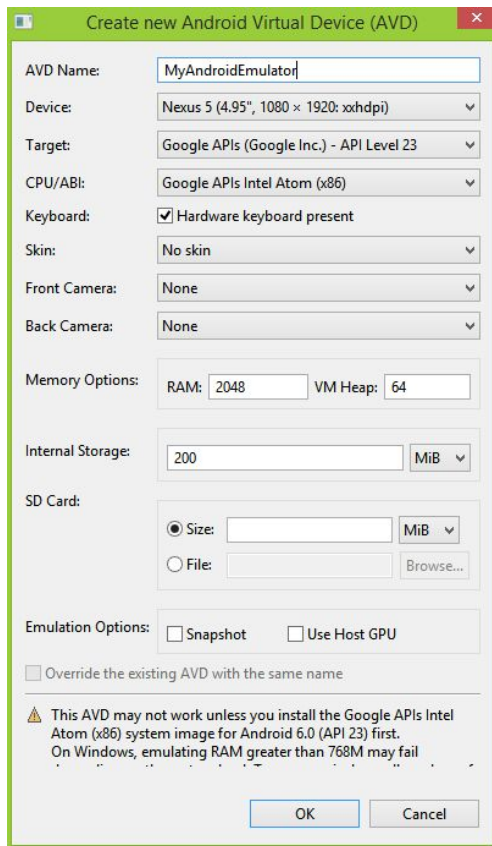 Create new Android Virtual Device (AVD)
AVD Name: MyAndroidEmulator
Device: Nexus 5 (4.95", 1080 × 1920: xxhdpi)
Target: Google APIs (Google Inc.) - API Level 23
CPU/ABI: Google APIs Intel Atom (x86)
Keyboard: Hardware keyboard present
Skin: No skin
Front Camera: None
Back Camera: None
Memory Options: RAM: 2048 VM Heap: 64
Internal Storage: 200 MiB
SD Card:
Size: MiB
File: Browse...
Emulation Options: Snapshot Use Host GPU
Override the existing AVD with the same name
This AVD may not work unless you install the Google APIs Intel
Atom (x86) system image for Android 6.0 (API 23) first.
On Windows, emulating RAM greater than 768M may fail
OK Cancel